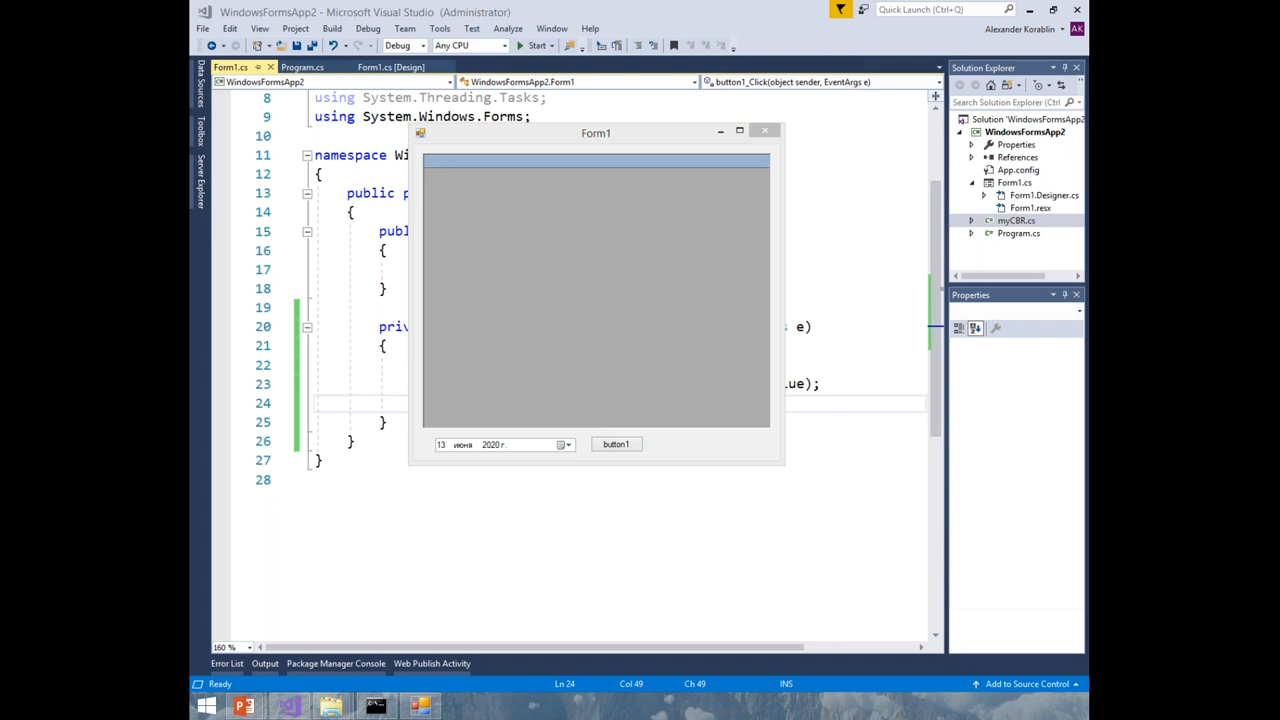 WindowsFormsApp2 - Microsoft Visual Studio (Administrator)
Quick Launch (Ctrl+Q)
File Edit View Project Build Debug Team Tools Test Analyze Window Help
Alexander Korablin AK
Debug Any CPU Start
Form1.cs Program.cs Form1.cs [Design]
WindowsFormsApp2 WindowsFormsApp2.Form1 button1_Click(object sender, EventArgs e)
Data Sources
Toolbox
Server Explorer
8 using System.Threading.Tasks;
9 using System.Windows.Forms;
10
11 namespace Wi
12 {
13 public p
14 {
15 publ
16 {
17
18 }
19
20 priv s e)
21 {
22
23 lue);
24
25 }
26 }
27 }
28
Form1
13 июня 2020 г.
button1
Solution Explorer
Search Solution Explorer (Ctrl
Solution 'WindowsFormsApp2'
WindowsFormsApp2
Properties
References
App.config
Form1.cs
Form1.Designer.cs
Form1.resx
myCBR.cs
Program.cs
Properties
160 %
Error List Output Package Manager Console Web Publish Activity
Ready Ln 24 Col 49 Ch 49 INS Add to Source Control